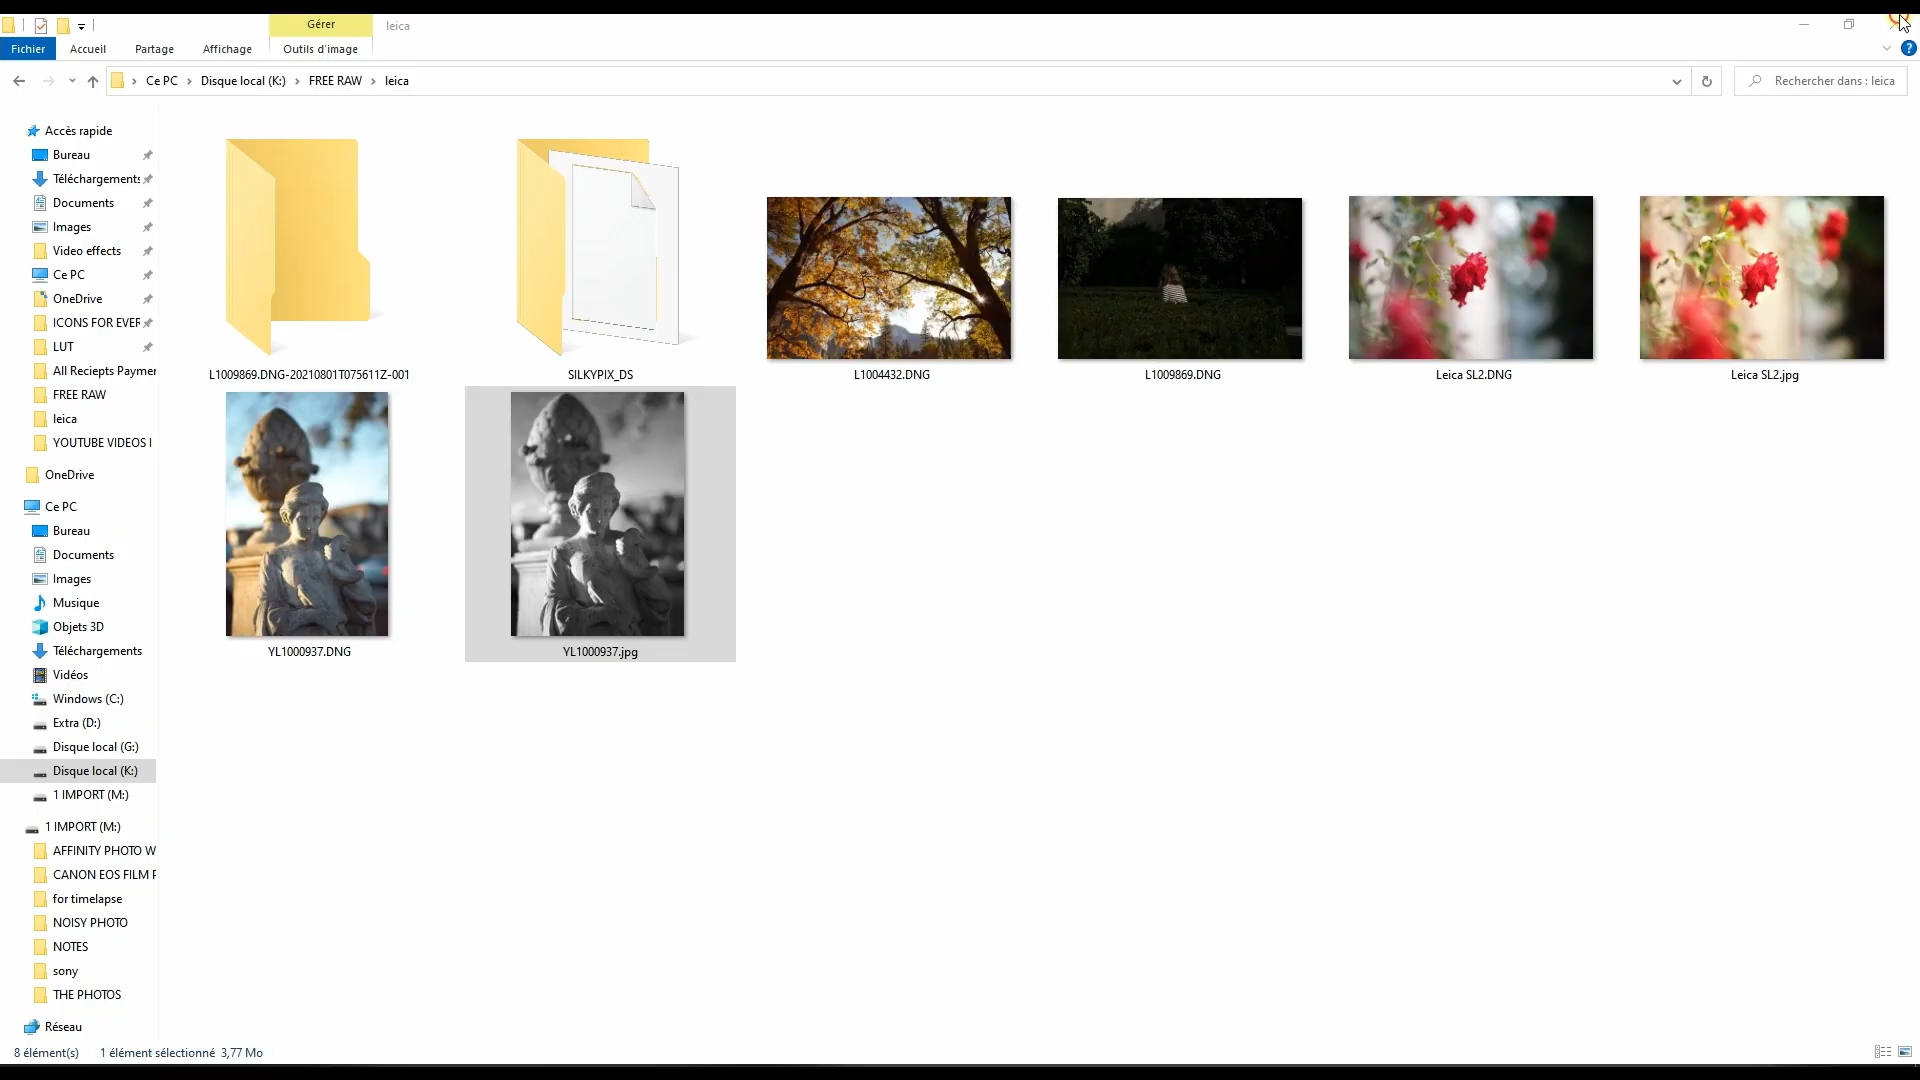 Gérer
leica
Fichier
Accueil
Partage
Affichage
Outils d'image
?
Ce PC
Disque local (K:)
FREE RAW
leica
Rechercher dans : leica
Accès rapide
Bureau
Téléchargements
Documents
Images
Video effects
Ce PC
OneDrive
ICONS FOR EVER
LUT
All Reciepts Paymer
FREE RAW
leica
YOUTUBE VIDEOS I
OneDrive
Ce PC
Bureau
Documents
Images
Musique
Objets 3D
Téléchargements
Vidéos
Windows (C:)
Extra (D:)
Disque local (G:)
Disque local (K:)
1 IMPORT (M:)
1 IMPORT (M:)
AFFINITY PHOTO W
CANON EOS FILM F
for timelapse
NOISY PHOTO
NOTES
sony
THE PHOTOS
Réseau
L1009869.DNG-20210801T075611Z-001
SILKYPIX_DS
L1004432.DNG
L1009869.DNG
Leica SL2.DNG
Leica SL2.jpg
YL1000937.DNG
YL1000937.jpg
8 élément(s)
1 élément sélectionné 3,77 Mo